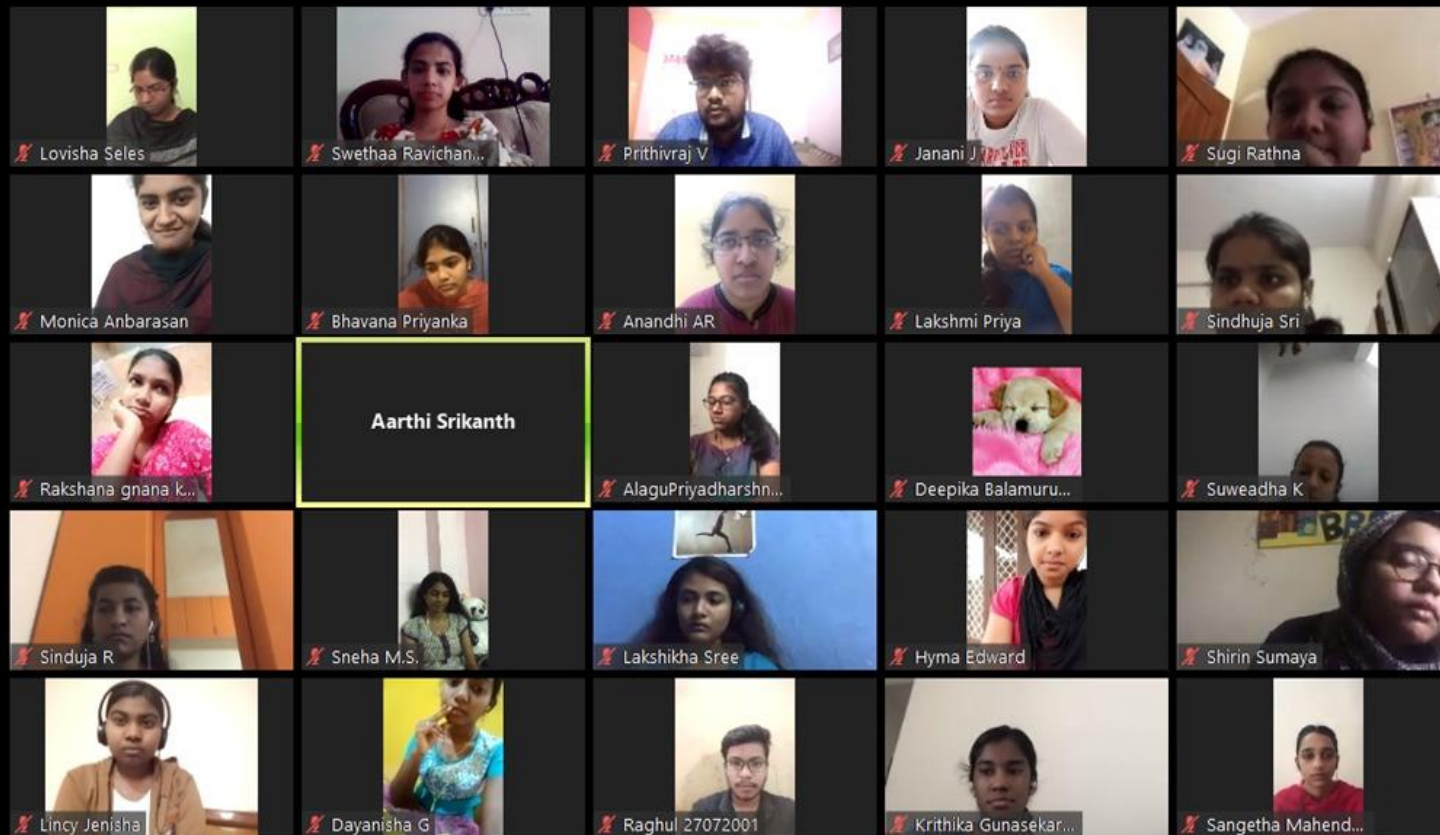 Lovisha Seles
Swethaa Ravichan...
Prithivraj V
Janani J
Sugi Rathna
Monica Anbarasan
Bhavana Priyanka
Anandhi AR
Lakshmi Priya
Sindhuja Sri
Rakshana gnana k...
Aarthi Srikanth
AlaguPriyadharshn...
Deepika Balamuru...
Suweadha K
Sinduja R
Sneha M.S.
Lakshikha Sree
Hyma Edward
BR
Shirin Sumaya
Lincy Jenisha
Dayanisha G
Raghul 27072001
Krithika Gunasekar...
Sangetha Mahend...